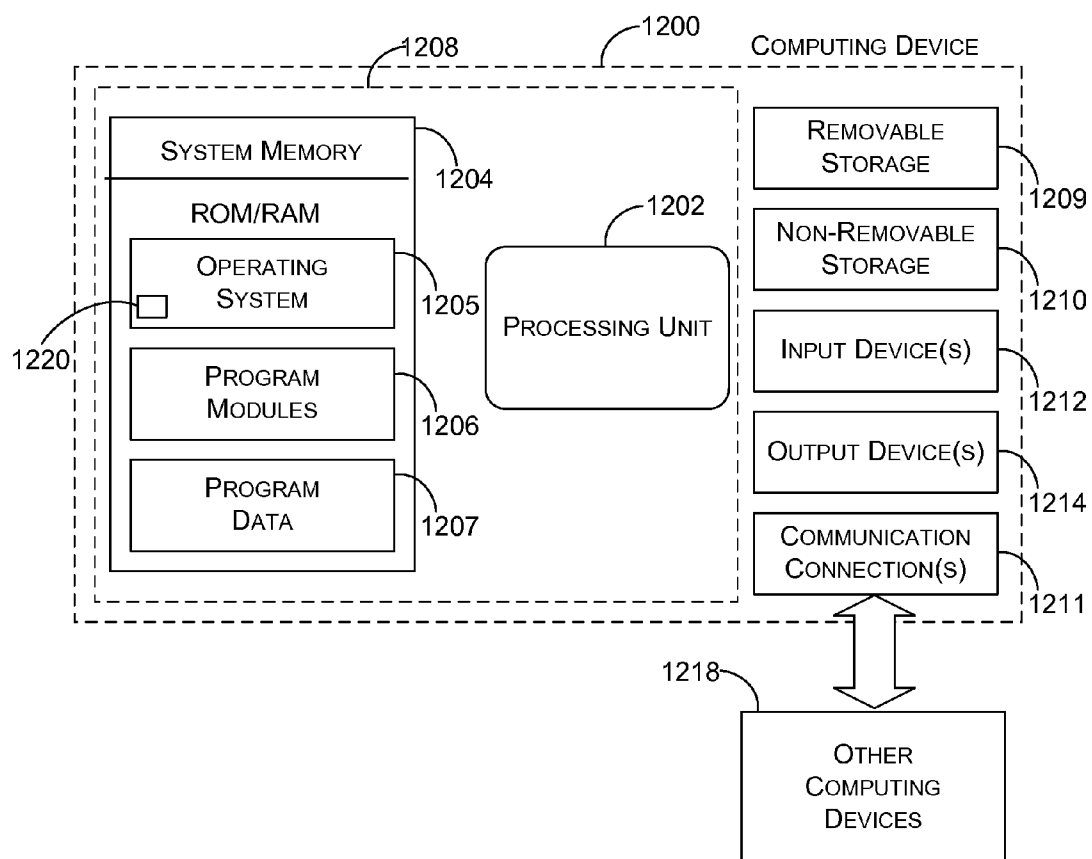 1200
COMPUTING DEVICE
1208
SYSTEM MEMORY
1204
ROM/RAM
OPERATING
SYSTEM
1205
1220
PROGRAM
MODULES
1206
PROGRAM
DATA
1207
1202
PROCESSING UNIT
REMOVABLE
STORAGE
1209
NON-REMOVABLE
STORAGE
1210
INPUT DEVICE(S)
1212
OUTPUT DEVICE(S)
1214
COMMUNICATION
CONNECTION(S)
1211
1218
OTHER
COMPUTING
DEVICES